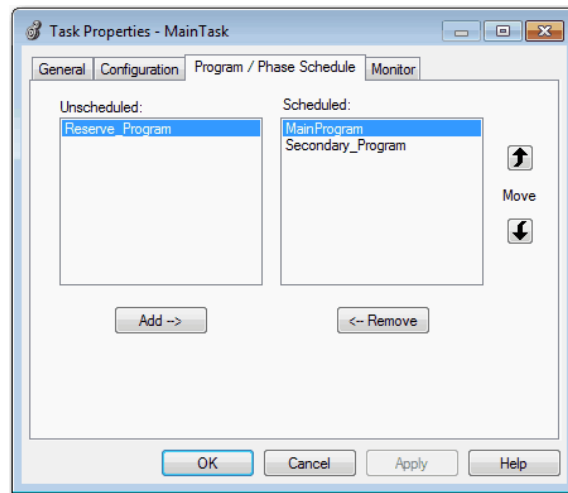 Task Properties - MainTask
General Configuration Program / Phase Schedule Monitor
Unscheduled:
Reserve_Program
Scheduled:
MainProgram
Secondary_Program
Move
Add -->
<-- Remove
OK Cancel Apply Help